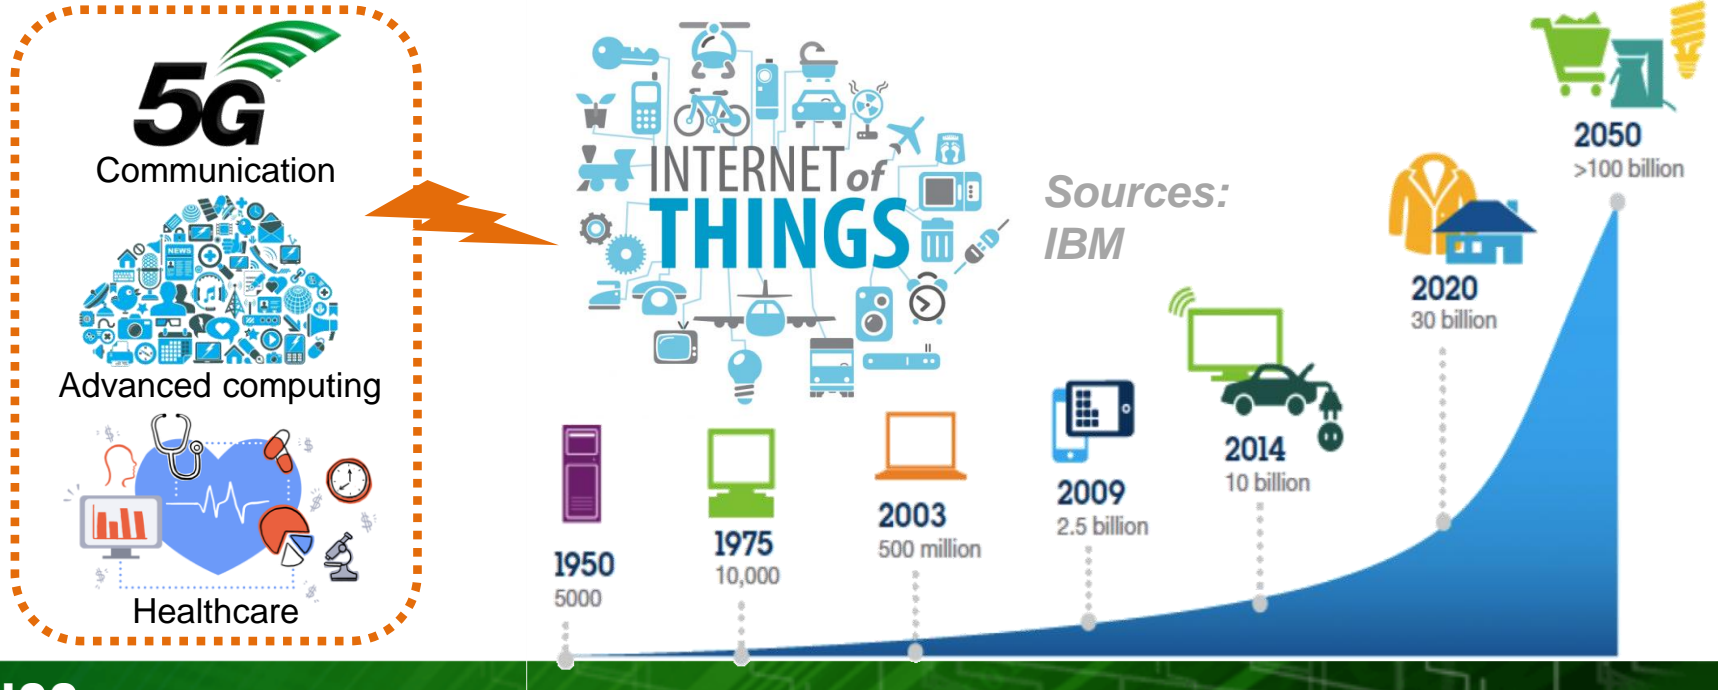 5G
Communication
NEWS
Advanced computing
Healthcare
INTERNET of
THINGS
Sources:
IBM
1950
5000
1975
10,000
2003
500 million
2009
2.5 billion
2014
10 billion
2020
30 billion
2050
>100 billion